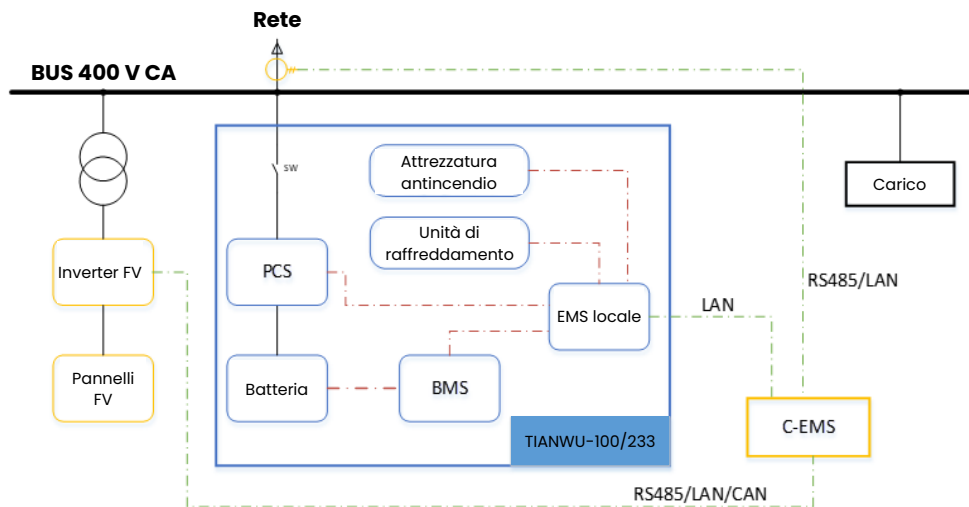 Rete
BUS 400 V CA
SW
Attrezzatura
antincendio
Carico
Unità di
raffreddamento
Inverter FV
PCS
RS485/LAN
LAN
EMS locale
Pannelli
FV
Batteria
BMS
C-EMS
TIANWU-100/233
RS485/LAN/CAN